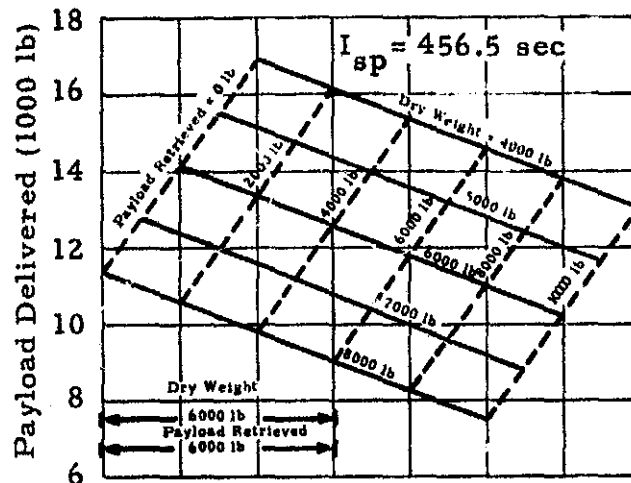 Payload Delivered (1000 lb)
18
16
14
12
10
8
6
I_sp = 456.5 sec
Payload Retrieved = 0 lb
2000 lb
4000 lb
6000 lb
8000 lb
10000 lb
Dry Weight = 4000 lb
5000 lb
6000 lb
7000 lb
8000 lb
Dry Weight
6000 lb
Payload Retrieved
6000 lb